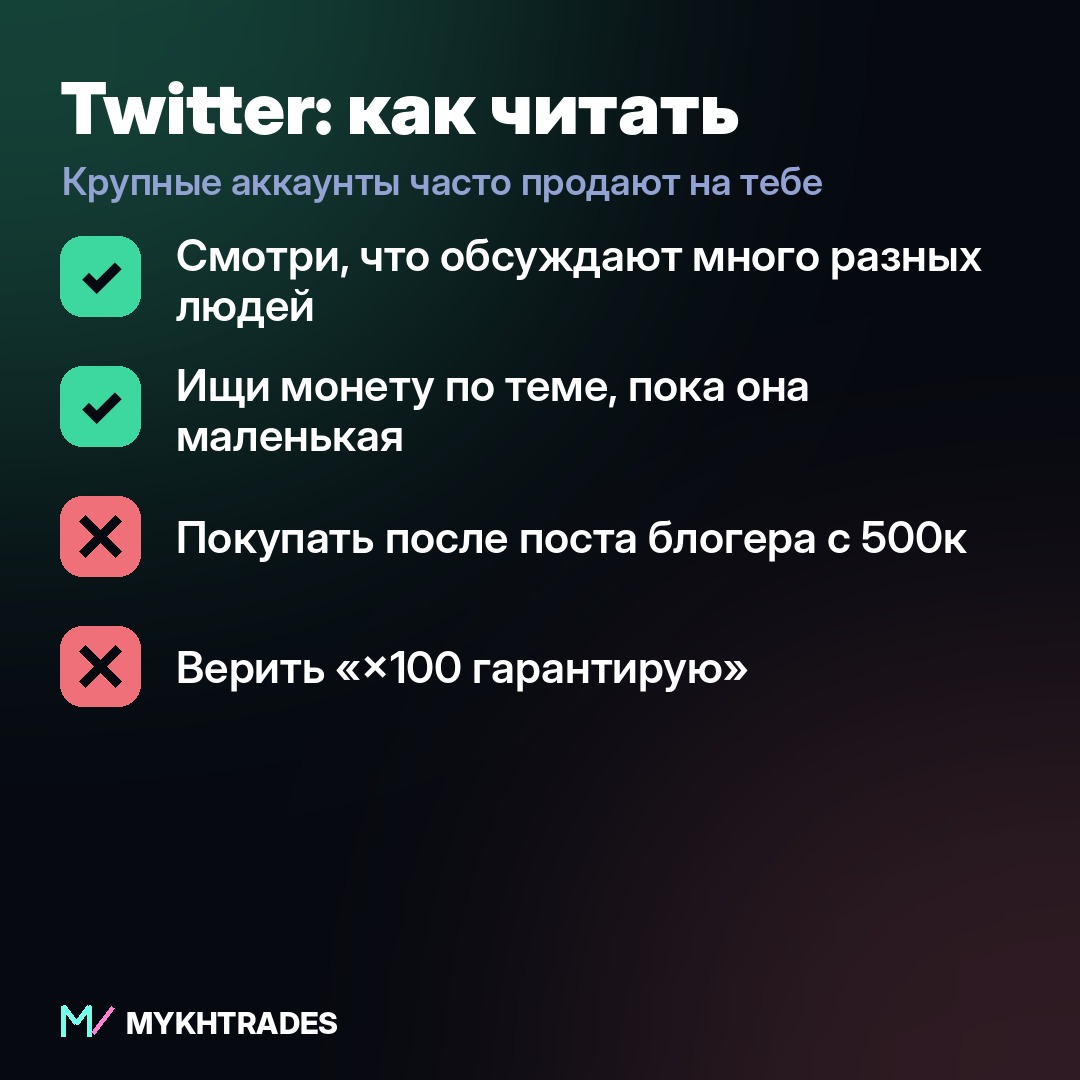 Twitter: как читать
Крупные аккаунты часто продают на тебе
Смотри, что обсуждают много разных
людей
Ищи монету по теме, пока она
маленькая
Покупать после поста блогера с 500к
Верить «×100 гарантирую»
MYKHTRADES